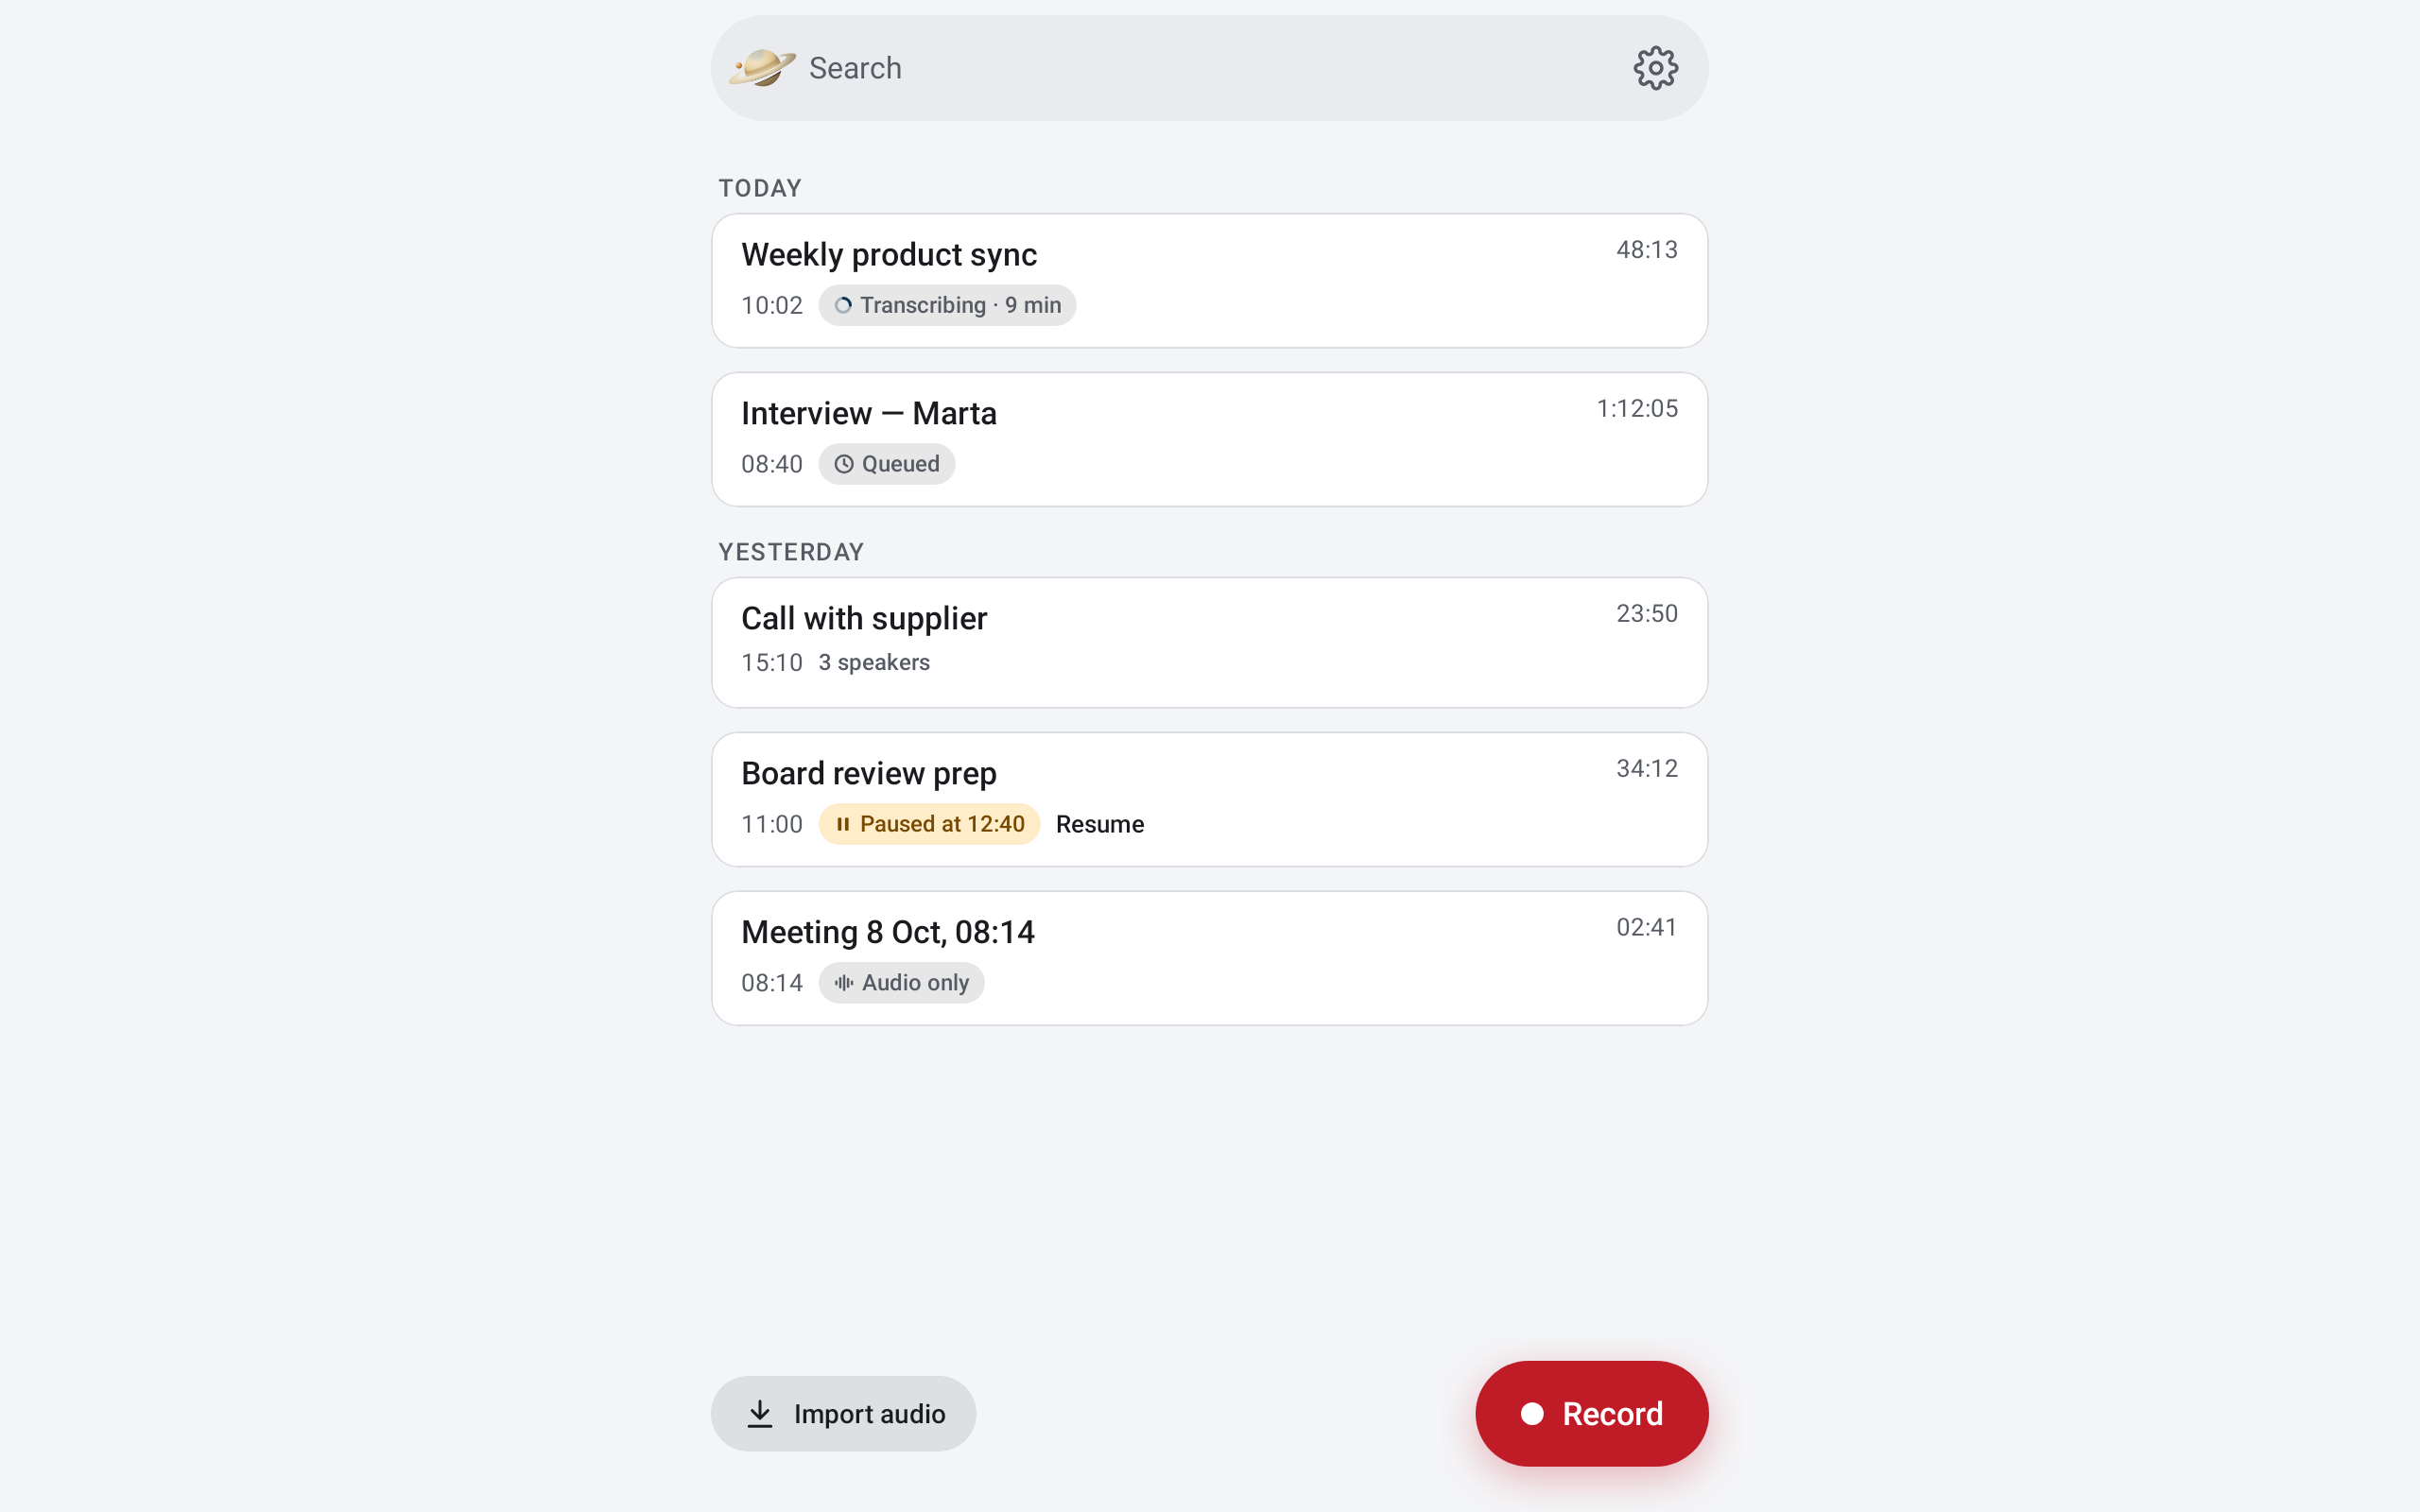 Search
TODAY
Weekly product sync 48:13
10:02 Transcribing · 9 min
Interview — Marta 1:12:05
08:40 Queued
YESTERDAY
Call with supplier 23:50
15:10 3 speakers
Board review prep 34:12
11:00 Paused at 12:40 Resume
Meeting 8 Oct, 08:14 02:41
08:14 Audio only
Import audio Record